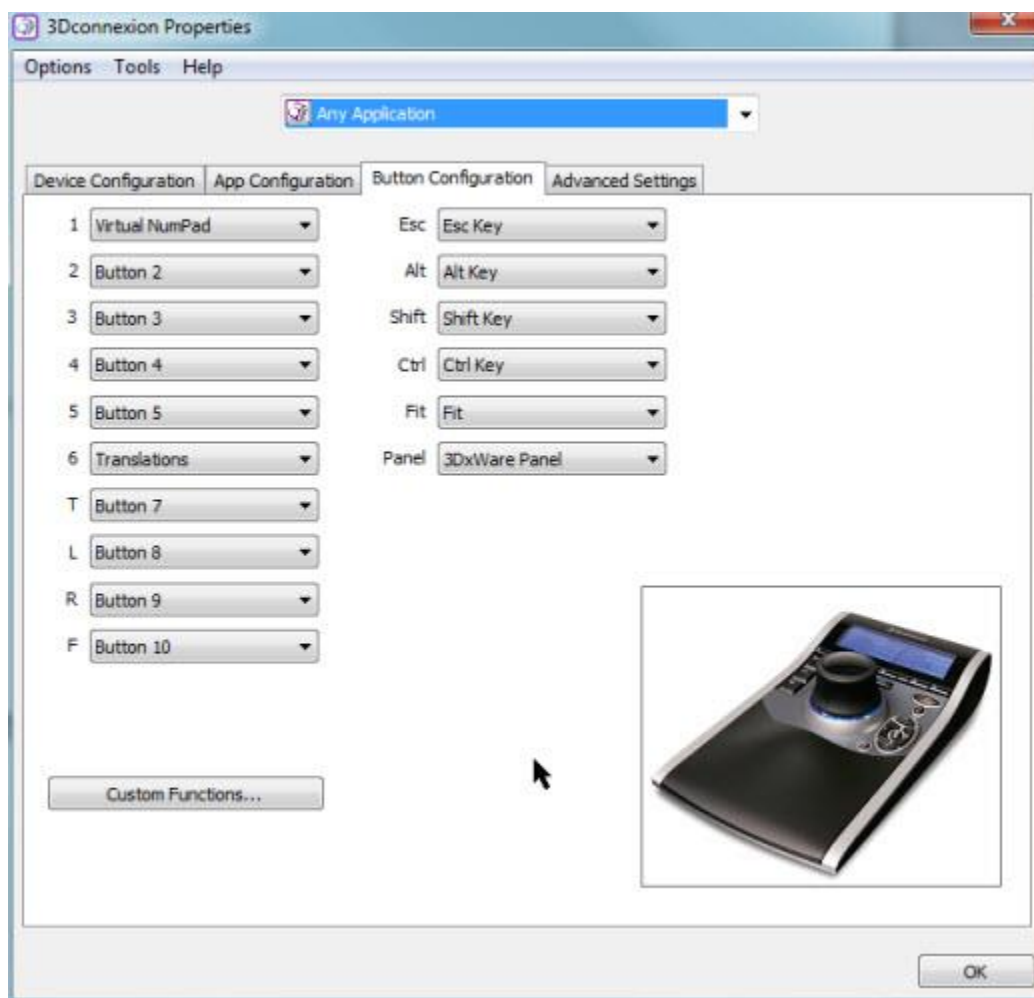 3Dconnexion Properties
x
Options Tools Help
Any Application
Device Configuration App Configuration Button Configuration Advanced Settings
1 Virtual NumPad Esc Esc Key
2 Button 2 Alt Alt Key
3 Button 3 Shift Shift Key
4 Button 4 Ctrl Ctrl Key
5 Button 5 Fit Fit
6 Translations Panel 3DxWare Panel
T Button 7
L Button 8
R Button 9
F Button 10
Custom Functions...
OK